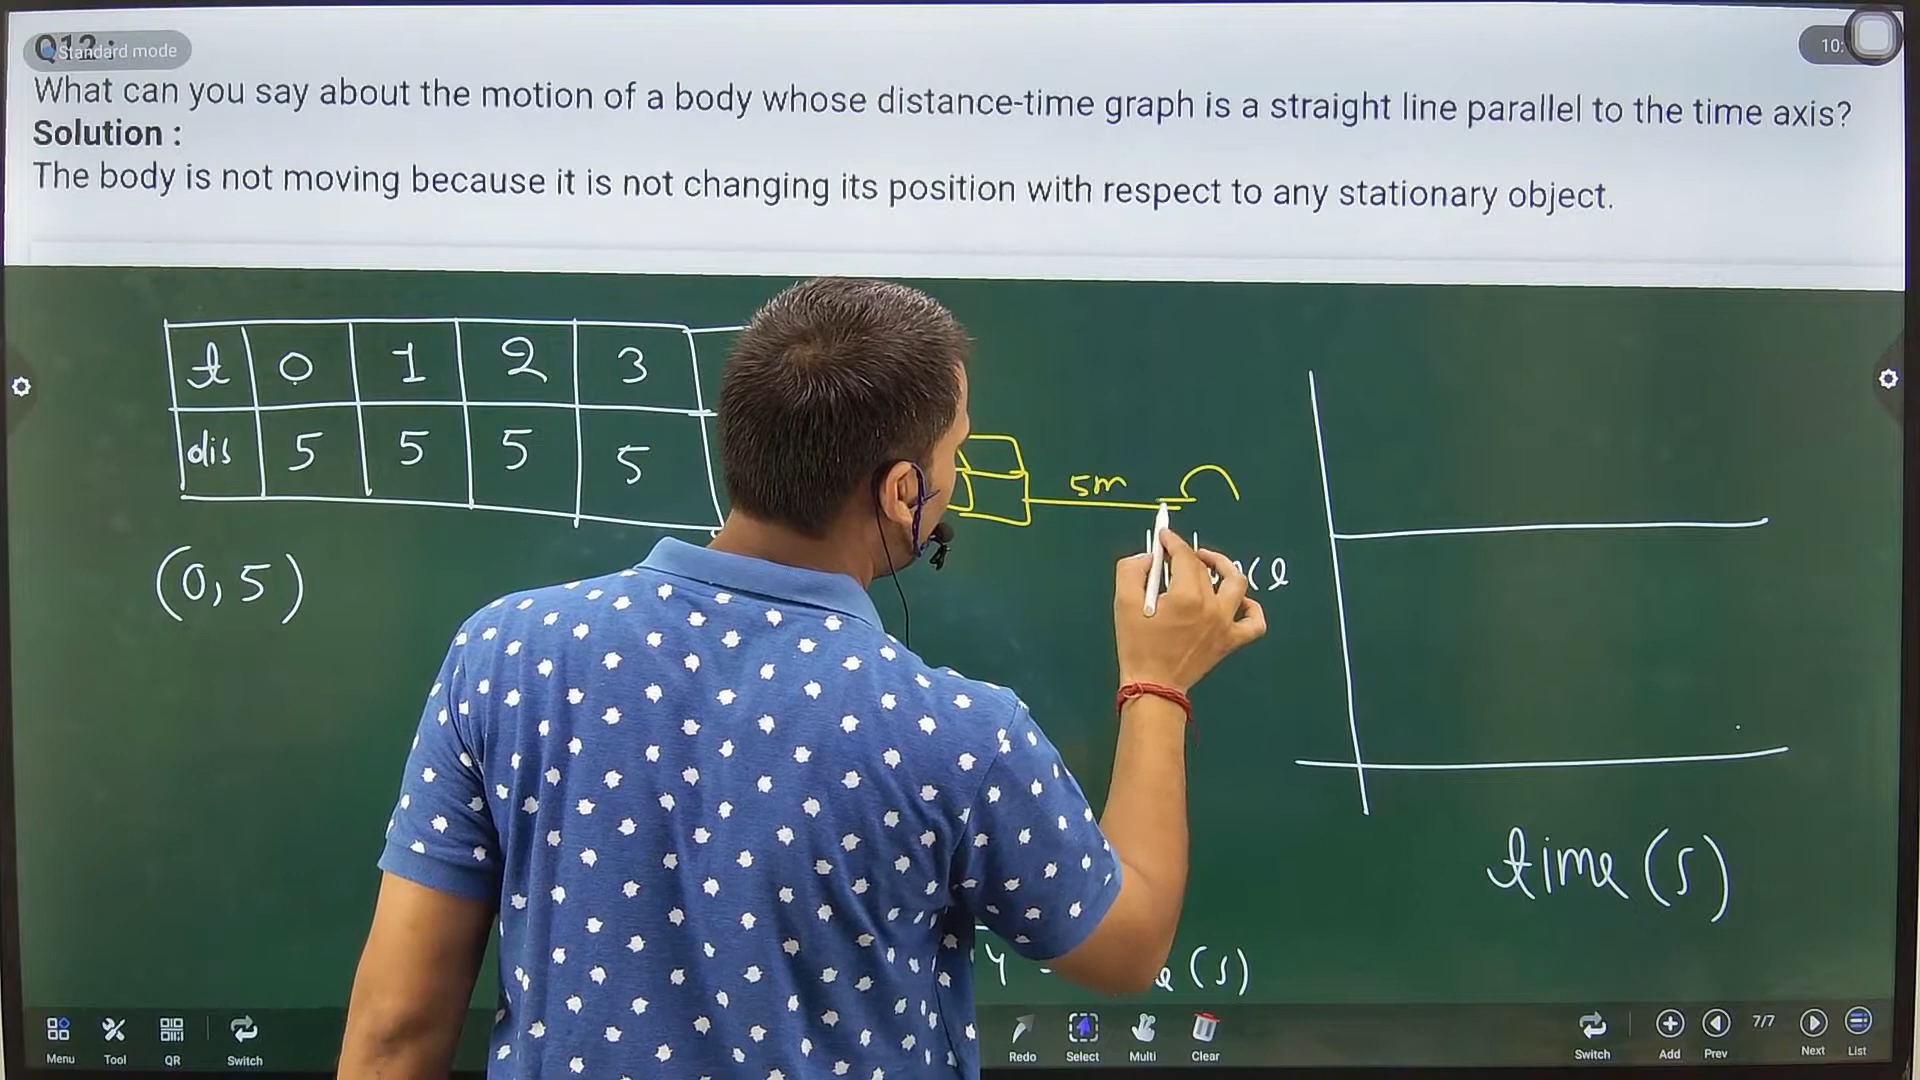 Q12 :
Standard mode
10:
What can you say about the motion of a body whose distance-time graph is a straight line parallel to the time axis?
Solution :
The body is not moving because it is not changing its position with respect to any stationary object.
t 0 1 2 3
dis 5 5 5 5
5m
(0,5)
time (s)
4
(s)
Menu Tool QR Switch Redo Select Multi Clear Switch Add Prev 7/7 Next List